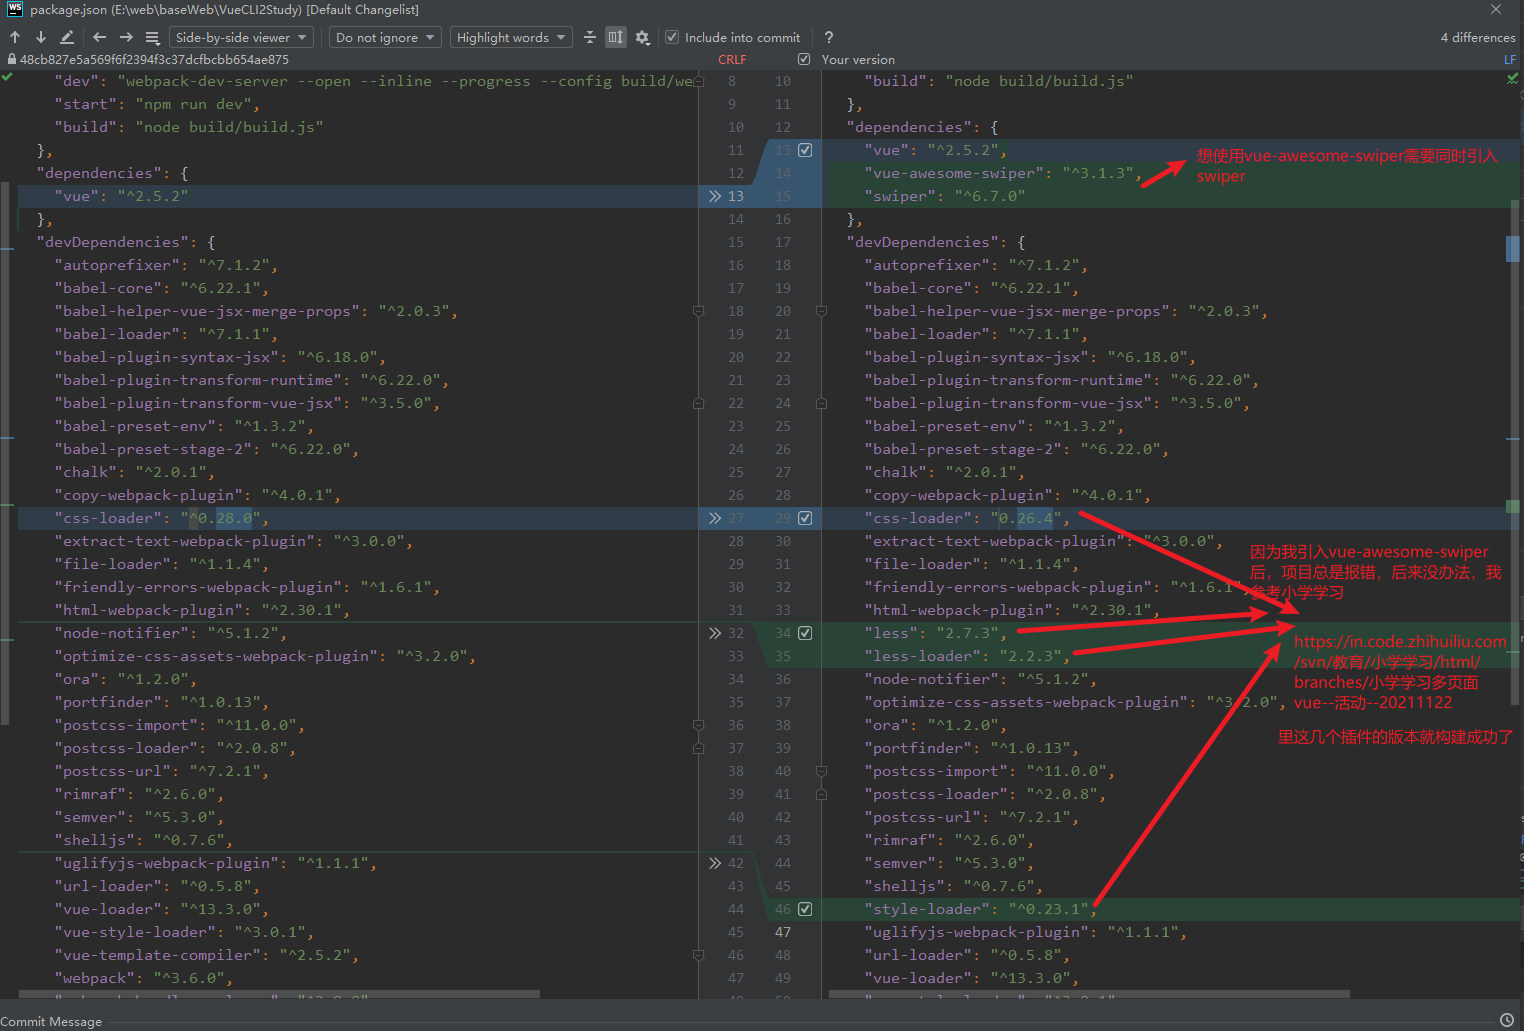 package.json (E:\web\baseWeb\VueCLI2Study) [Default Changelist]
Side-by-side viewer
Do not ignore
Highlight words
Include into commit
?
4 differences
48cb827e5a569f6f2394f3c37dcfbcbb654ae875
CRLF
Your version
LF
"dev": "webpack-dev-server --open --inline --progress --config build/we
8
"start": "npm run dev",
9
"build": "node build/build.js"
10
},
11
"dependencies": {
12
"vue": "^2.5.2"
13
},
14
"devDependencies": {
15
"autoprefixer": "^7.1.2",
16
"babel-core": "^6.22.1",
17
"babel-helper-vue-jsx-merge-props": "^2.0.3",
18
"babel-loader": "^7.1.1",
19
"babel-plugin-syntax-jsx": "^6.18.0",
20
"babel-plugin-transform-runtime": "^6.22.0",
21
"babel-plugin-transform-vue-jsx": "^3.5.0",
22
"babel-preset-env": "^1.3.2",
23
"babel-preset-stage-2": "^6.22.0",
24
"chalk": "^2.0.1",
25
"copy-webpack-plugin": "^4.0.1",
26
"css-loader": "^0.28.0",
27
"extract-text-webpack-plugin": "^3.0.0",
28
"file-loader": "^1.1.4",
29
"friendly-errors-webpack-plugin": "^1.6.1",
30
"html-webpack-plugin": "^2.30.1",
31
"node-notifier": "^5.1.2",
32
"optimize-css-assets-webpack-plugin": "^3.2.0",
33
"ora": "^1.2.0",
34
"portfinder": "^1.0.13",
35
"postcss-import": "^11.0.0",
36
"postcss-loader": "^2.0.8",
37
"postcss-url": "^7.2.1",
38
"rimraf": "^2.6.0",
39
"semver": "^5.3.0",
40
"shelljs": "^0.7.6",
41
"uglifyjs-webpack-plugin": "^1.1.1",
42
"url-loader": "^0.5.8",
43
"vue-loader": "^13.3.0",
44
"vue-style-loader": "^3.0.1",
45
"vue-template-compiler": "^2.5.2",
46
"webpack": "^3.6.0",
47
10
"build": "node build/build.js"
11
},
12
"dependencies": {
13
"vue": "^2.5.2",
14
"vue-awesome-swiper": "^3.1.3",
15
"swiper": "^6.7.0"
16
},
17
"devDependencies": {
18
"autoprefixer": "^7.1.2",
19
"babel-core": "^6.22.1",
20
"babel-helper-vue-jsx-merge-props": "^2.0.3",
21
"babel-loader": "^7.1.1",
22
"babel-plugin-syntax-jsx": "^6.18.0",
23
"babel-plugin-transform-runtime": "^6.22.0",
24
"babel-plugin-transform-vue-jsx": "^3.5.0",
25
"babel-preset-env": "^1.3.2",
26
"babel-preset-stage-2": "^6.22.0",
27
"chalk": "^2.0.1",
28
"copy-webpack-plugin": "^4.0.1",
29
"css-loader": "0.26.4",
30
"extract-text-webpack-plugin": "^3.0.0",
31
"file-loader": "^1.1.4",
32
"friendly-errors-webpack-plugin": "^1.6.1",
33
"html-webpack-plugin": "^2.30.1",
34
"less": "2.7.3",
35
"less-loader": "2.2.3",
36
"node-notifier": "^5.1.2",
37
"optimize-css-assets-webpack-plugin": "^3.2.0",
38
"ora": "^1.2.0",
39
"portfinder": "^1.0.13",
40
"postcss-import": "^11.0.0",
41
"postcss-loader": "^2.0.8",
42
"postcss-url": "^7.2.1",
43
"rimraf": "^2.6.0",
44
"semver": "^5.3.0",
45
"shelljs": "^0.7.6",
46
"style-loader": "^0.23.1",
47
"uglifyjs-webpack-plugin": "^1.1.1",
48
"url-loader": "^0.5.8",
49
"vue-loader": "^13.3.0",
想使用vue-awesome-swiper需要同时引入
swiper
因为我引入vue-awesome-swiper
后，项目总是报错，后来没办法，我
参考小学学习
https://in.code.zhihuiliu.com
/svn/教育/小学学习/html/
branches/小学学习多页面
vue--活动--20211122
里这几个插件的版本就构建成功了
Commit Message